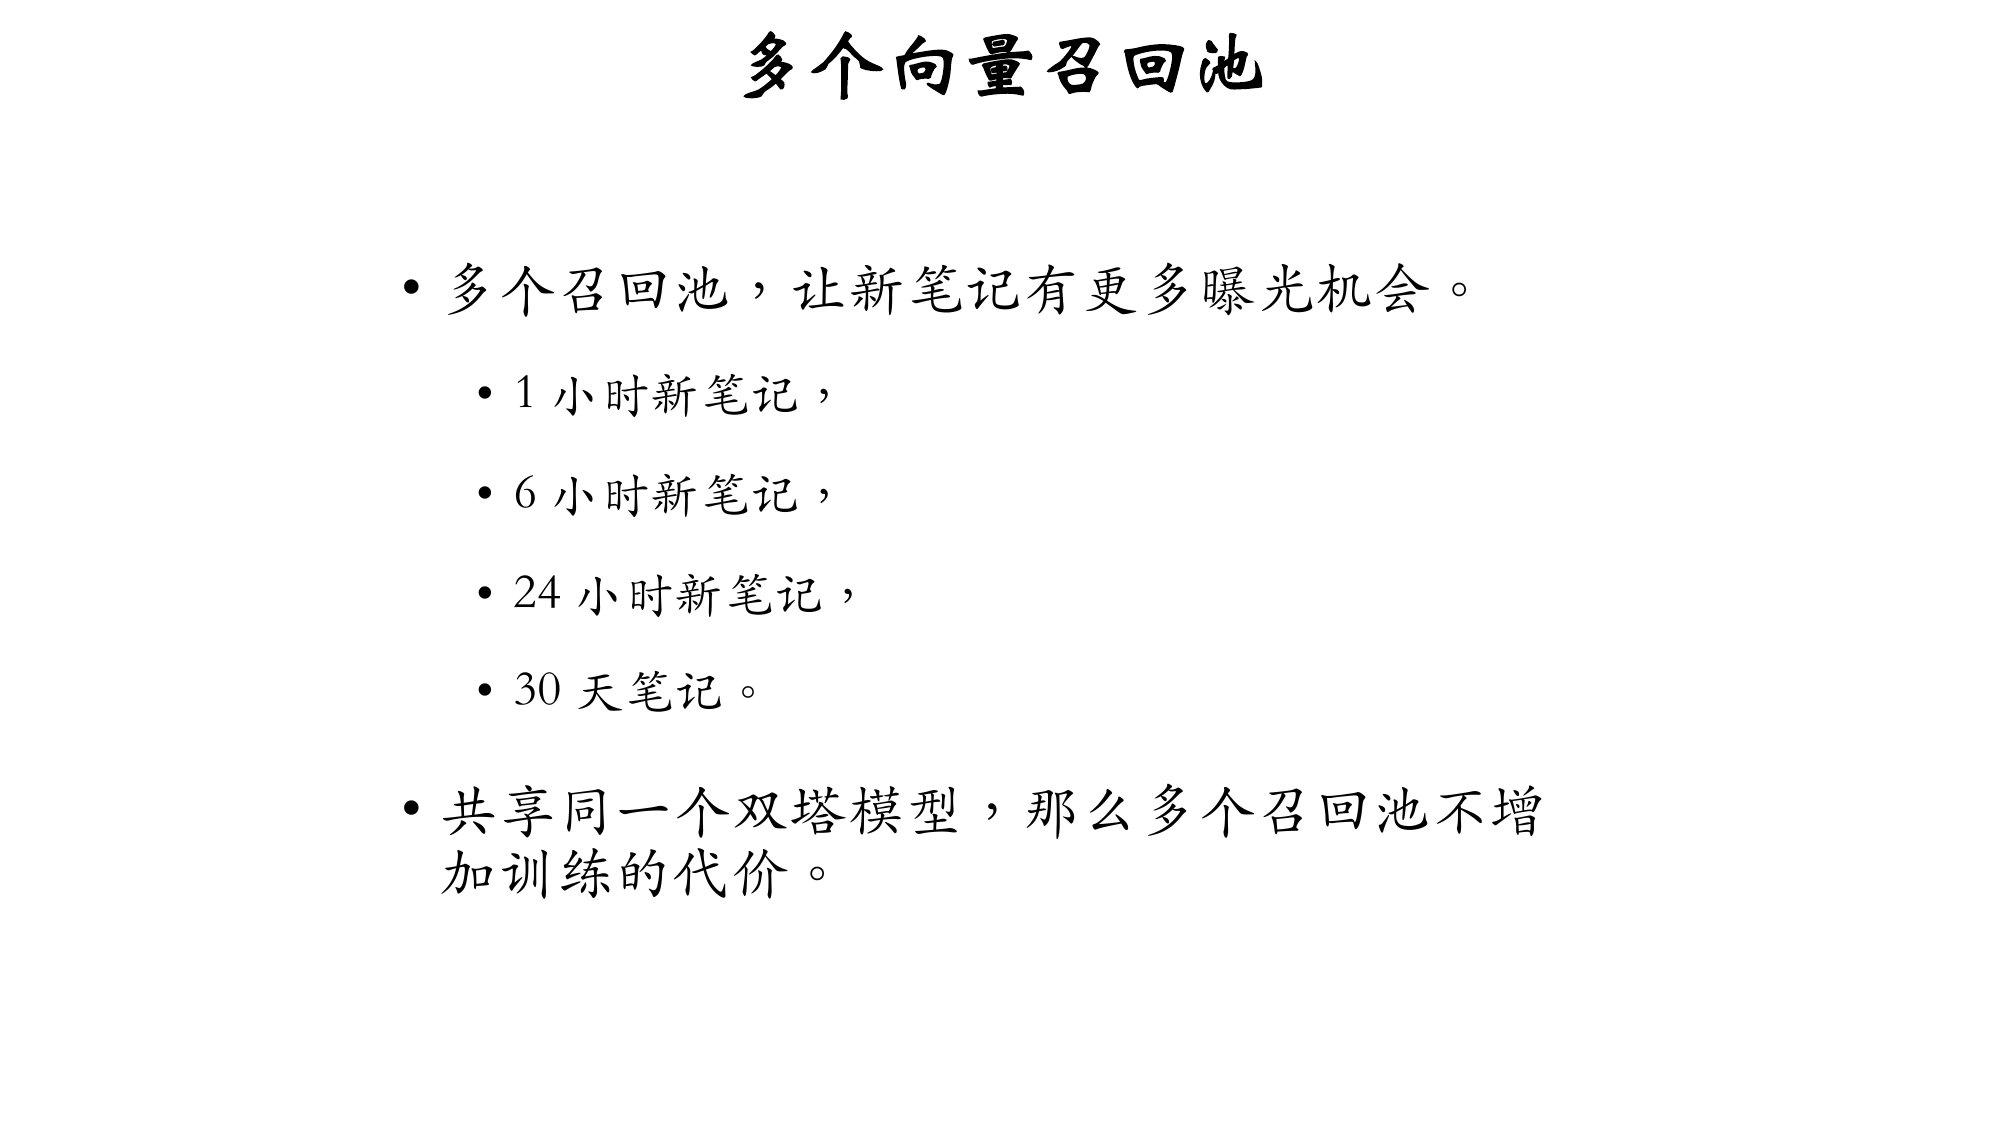 多个向量召回池
• 多个召回池，让新笔记有更多曝光机会。
• 1 小时新笔记，
• 6 小时新笔记，
• 24 小时新笔记，
• 30 天笔记。
• 共享同一个双塔模型，那么多个召回池不增
加训练的代价。